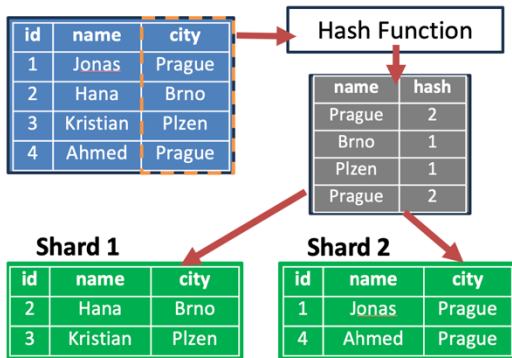 id name city
1 Jonas Prague
2 Hana Brno
3 Kristian Plzen
4 Ahmed Prague
Hash Function
name hash
Prague 2
Brno 1
Plzen 1
Prague 2
Shard 1
id name city
2 Hana Brno
3 Kristian Plzen
Shard 2
id name city
1 Jonas Prague
4 Ahmed Prague